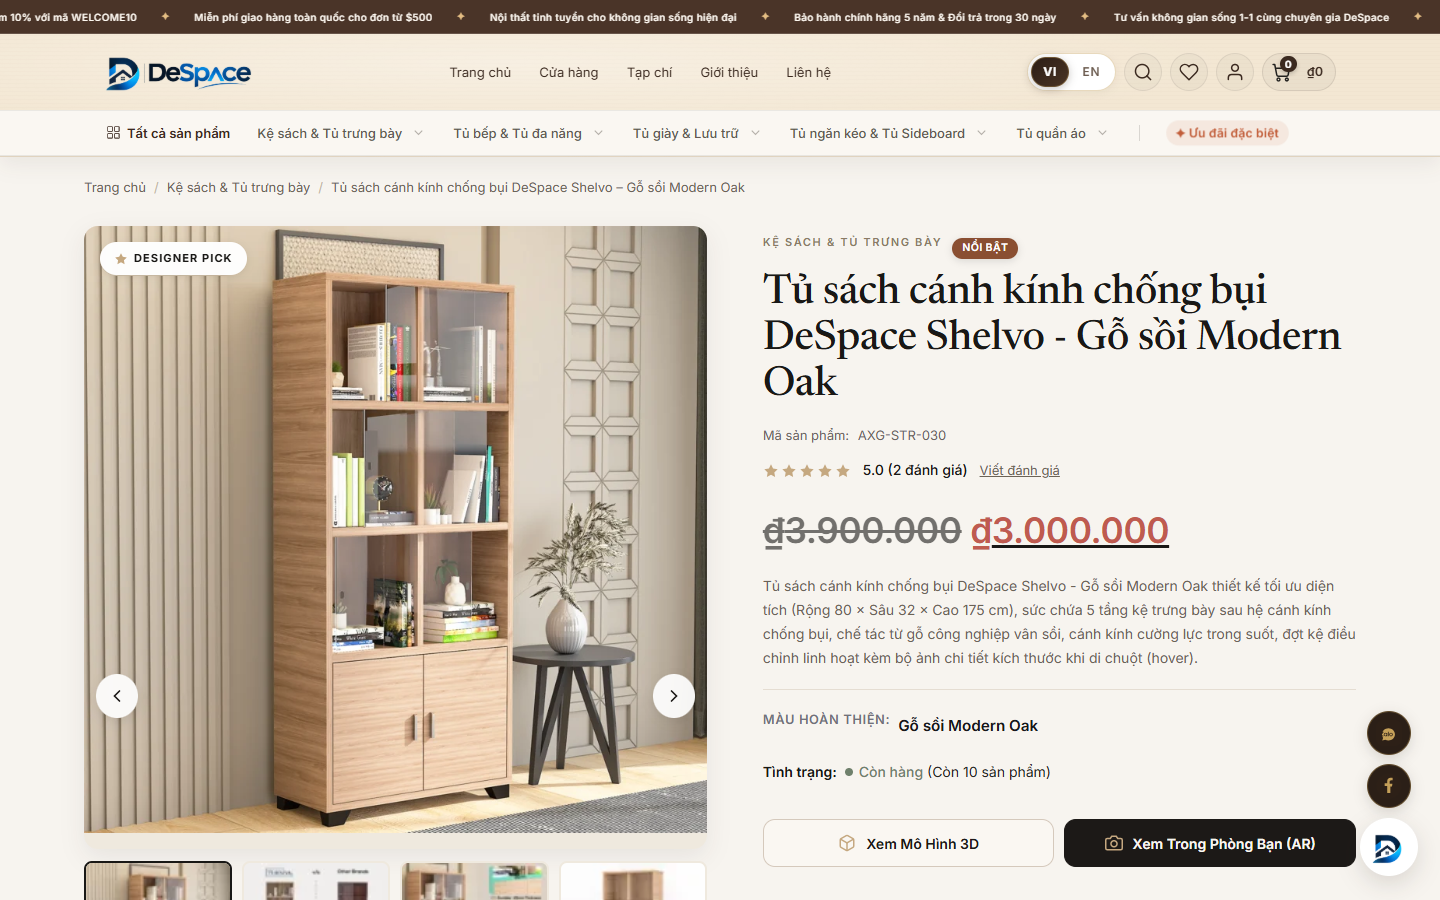 10% với mã WELCOME10 ✦ Miễn phí giao hàng toàn quốc cho đơn từ $500 ✦ Nội thất tinh tuyển cho không gian sống hiện đại ✦ Bảo hành chính hãng 5 năm & Đổi trả trong 30 ngày ✦ Tư vấn không gian sống 1-1 cùng chuyên gia DeSpace ✦
DeSpace
Trang chủ Cửa hàng Tạp chí Giới thiệu Liên hệ
VI EN
0
₫0
Tất cả sản phẩm Kệ sách & Tủ trưng bày Tủ bếp & Tủ đa năng Tủ giày & Lưu trữ Tủ ngăn kéo & Tủ Sideboard Tủ quần áo ✦ Ưu đãi đặc biệt
Trang chủ / Kệ sách & Tủ trưng bày / Tủ sách cánh kính chống bụi DeSpace Shelvo – Gỗ sồi Modern Oak
DESIGNER PICK
KỆ SÁCH & TỦ TRƯNG BÀY NỔI BẬT
Tủ sách cánh kính chống bụi
DeSpace Shelvo - Gỗ sồi Modern
Oak
Mã sản phẩm: AXG-STR-030
5.0 (2 đánh giá) Viết đánh giá
₫3.900.000 ₫3.000.000
Tủ sách cánh kính chống bụi DeSpace Shelvo - Gỗ sồi Modern Oak thiết kế tối ưu diện
tích (Rộng 80 × Sâu 32 × Cao 175 cm), sức chứa 5 tầng kệ trưng bày sau hệ cánh kính
chống bụi, chế tác từ gỗ công nghiệp vân sồi, cánh kính cường lực trong suốt, đợt kệ điều
chỉnh linh hoạt kèm bộ ảnh chi tiết kích thước khi di chuột (hover).
MÀU HOÀN THIỆN: Gỗ sồi Modern Oak
Tình trạng: Còn hàng (Còn 10 sản phẩm)
Xem Mô Hình 3D
Xem Trong Phòng Bạn (AR)
Other Brands